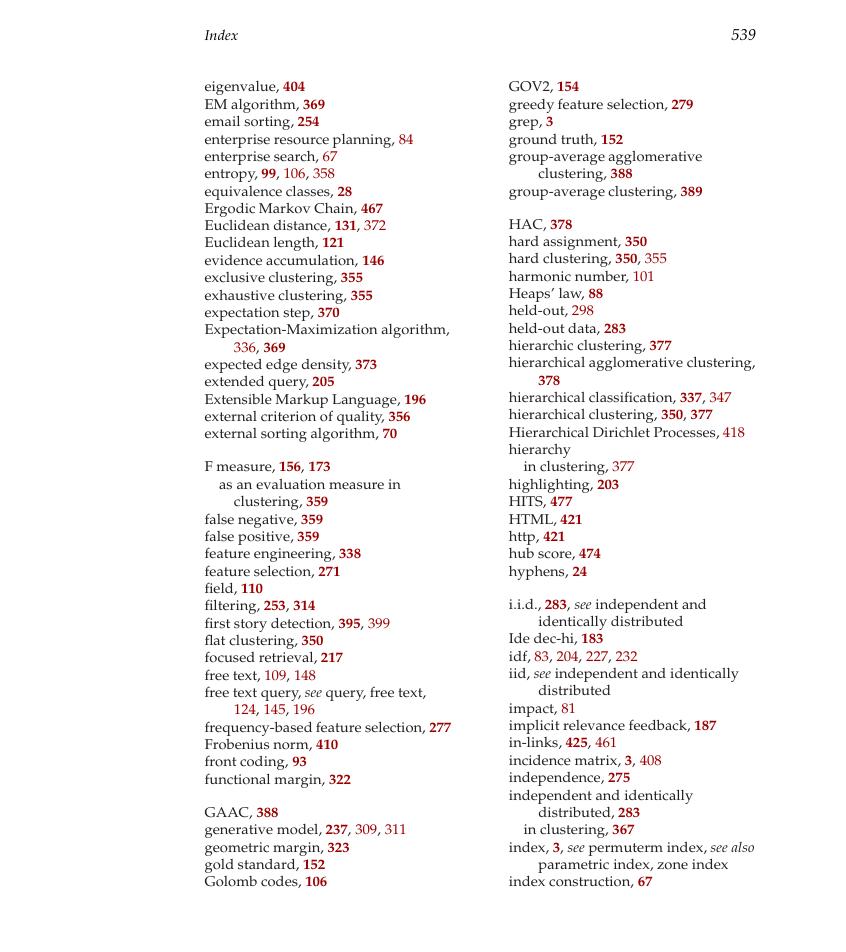 Index 539
eigenvalue, 404
EM algorithm, 369
email sorting, 254
enterprise resource planning, 84
enterprise search, 67
entropy, 99, 106, 358
equivalence classes, 28
Ergodic Markov Chain, 467
Euclidean distance, 131, 372
Euclidean length, 121
evidence accumulation, 146
exclusive clustering, 355
exhaustive clustering, 355
expectation step, 370
Expectation-Maximization algorithm,
336, 369
expected edge density, 373
extended query, 205
Extensible Markup Language, 196
external criterion of quality, 356
external sorting algorithm, 70
F measure, 156, 173
as an evaluation measure in
clustering, 359
false negative, 359
false positive, 359
feature engineering, 338
feature selection, 271
field, 110
filtering, 253, 314
first story detection, 395, 399
flat clustering, 350
focused retrieval, 217
free text, 109, 148
free text query, see query, free text,
124, 145, 196
frequency-based feature selection, 277
Frobenius norm, 410
front coding, 93
functional margin, 322
GAAC, 388
generative model, 237, 309, 311
geometric margin, 323
gold standard, 152
Golomb codes, 106
GOV2, 154
greedy feature selection, 279
grep, 3
ground truth, 152
group-average agglomerative
clustering, 388
group-average clustering, 389
HAC, 378
hard assignment, 350
hard clustering, 350, 355
harmonic number, 101
Heaps' law, 88
held-out, 298
held-out data, 283
hierarchic clustering, 377
hierarchical agglomerative clustering,
378
hierarchical classification, 337, 347
hierarchical clustering, 350, 377
Hierarchical Dirichlet Processes, 418
hierarchy
in clustering, 377
highlighting, 203
HITS, 477
HTML, 421
http, 421
hub score, 474
hyphens, 24
i.i.d., 283, see independent and
identically distributed
Ide dec-hi, 183
idf, 83, 204, 227, 232
iid, see independent and identically
distributed
impact, 81
implicit relevance feedback, 187
in-links, 425, 461
incidence matrix, 3, 408
independence, 275
independent and identically
distributed, 283
in clustering, 367
index, 3, see permuterm index, see also
parametric index, zone index
index construction, 67